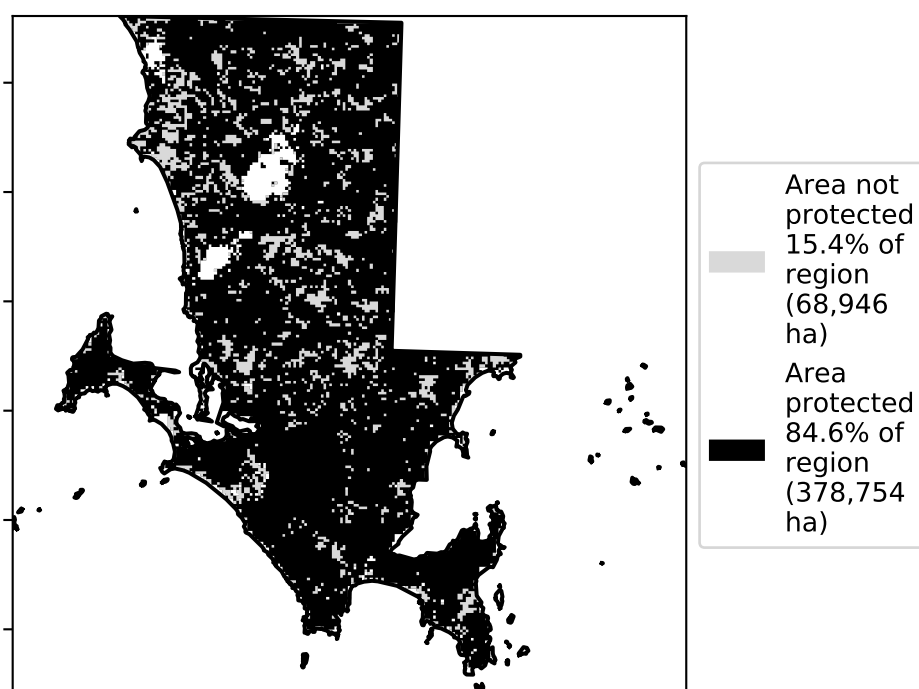 Area not
protected
15.4% of
region
(68,946
ha)
Area
protected
84.6% of
region
(378,754
ha)